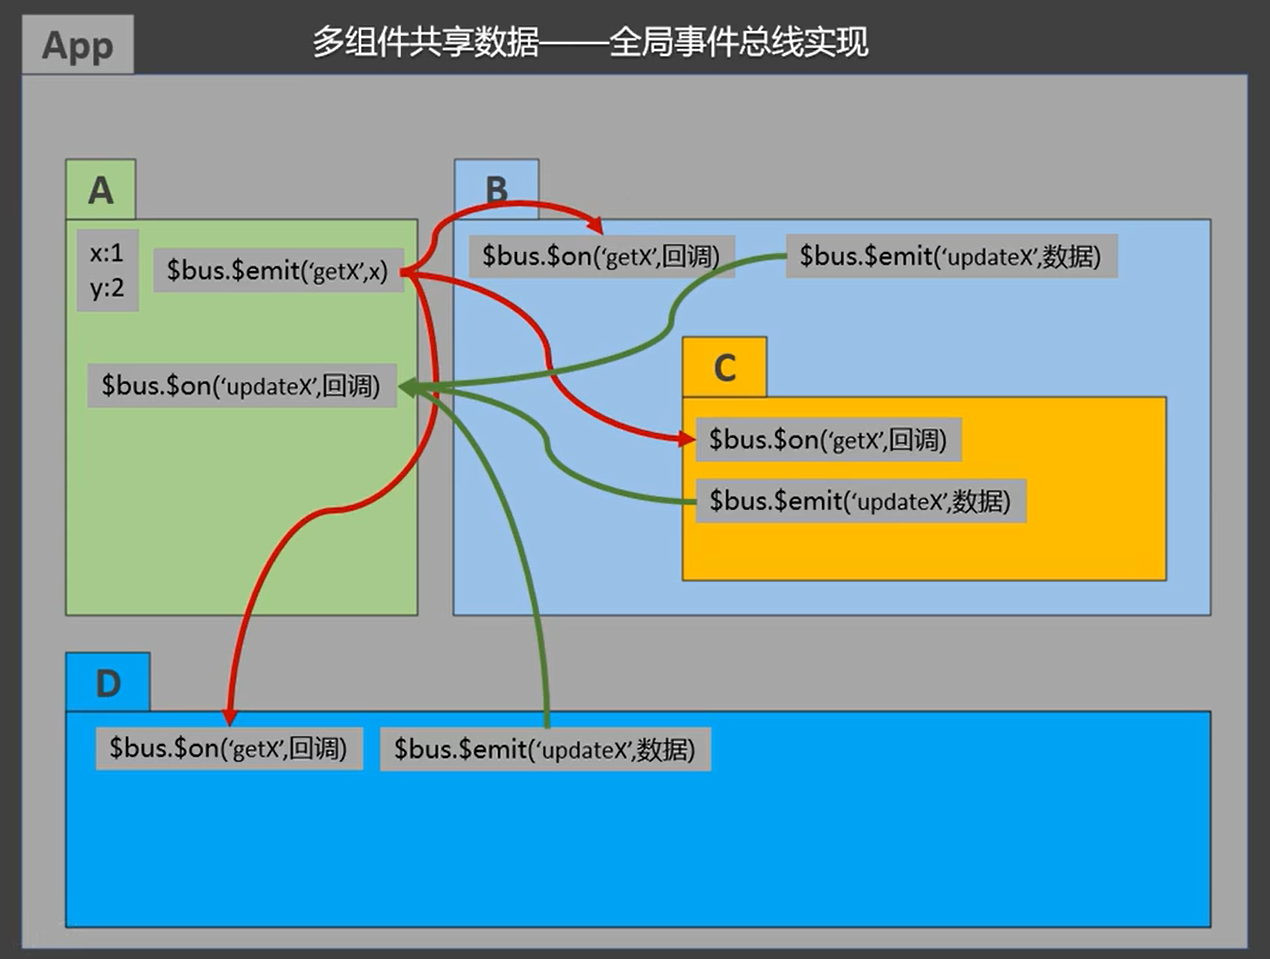 App
多组件共享数据——全局事件总线实现
A
x:1
y:2
$bus.$emit(‘getX’,x)
$bus.$on(‘updateX’,回调)
B
$bus.$on(‘getX’,回调)
$bus.$emit(‘updateX’,数据)
C
$bus.$on(‘getX’,回调)
$bus.$emit(‘updateX’,数据)
D
$bus.$on(‘getX’,回调)
$bus.$emit(‘updateX’,数据)